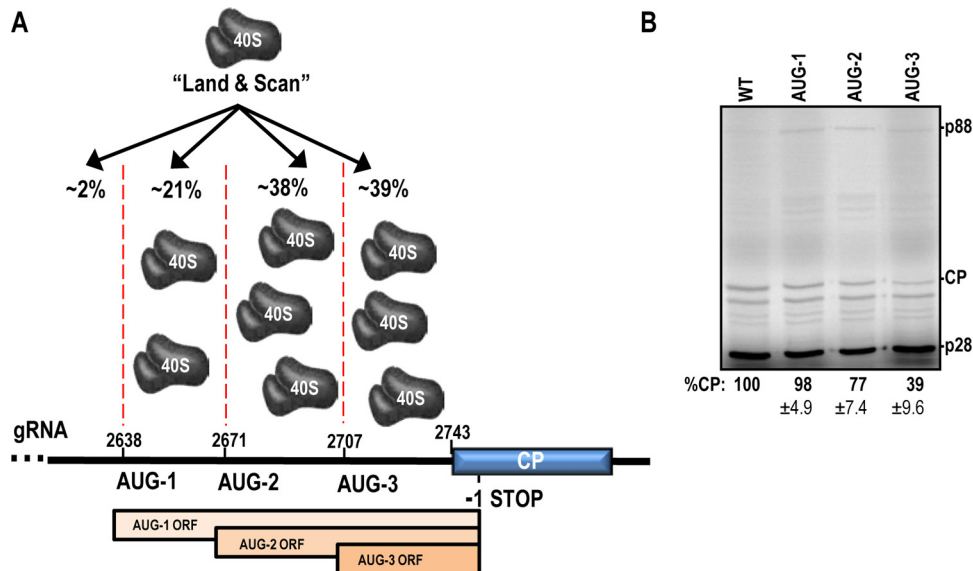 A
40S
“Land & Scan”
~2%
~21%
~38%
~39%
40S
40S
40S
40S
40S
40S
40S
40S
gRNA
2638
2671
2707
2743
CP
AUG-1
AUG-2
AUG-3
-1 STOP
AUG-1 ORF
AUG-2 ORF
AUG-3 ORF
B
WT
AUG-1
AUG-2
AUG-3
-p88
-CP
-p28
%CP: 100 98 77 39
±4.9 ±7.4 ±9.6